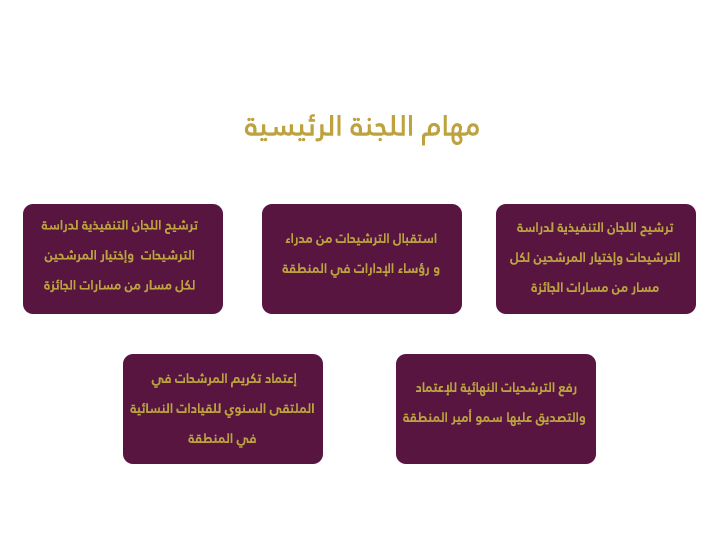 مهام اللجنة الرئيسية
ترشيح اللجان التنفيذية لدراسة
الترشيحات وإختيار المرشحين لكل
مسار من مسارات الجائزة
استقبال الترشيحات من مدراء
و رؤساء الإدارات في المنطقة
ترشيح اللجان التنفيذية لدراسة
الترشيحات وإختيار المرشحين
لكل مسار من مسارات الجائزة
رفع الترشحيات النهائية للإعتماد
والتصديق عليها سمو أمير المنطقة
إعتماد تكريم المرشحات في
الملتقى السنوي للقيادات النسائية
في المنطقة